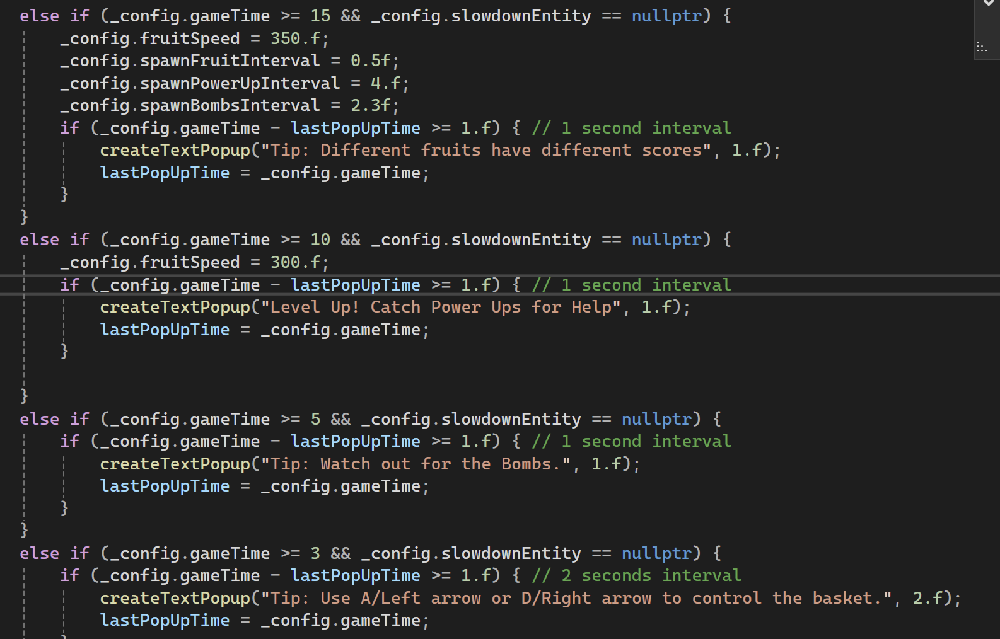 else if (_config.gameTime >= 15 && _config.slowdownEntity == nullptr) {
    _config.fruitSpeed = 350.f;
    _config.spawnFruitInterval = 0.5f;
    _config.spawnPowerUpInterval = 4.f;
    _config.spawnBombsInterval = 2.3f;
    if (_config.gameTime - lastPopUpTime >= 1.f) { // 1 second interval
        createTextPopup("Tip: Different fruits have different scores", 1.f);
        lastPopUpTime = _config.gameTime;
    }
}
else if (_config.gameTime >= 10 && _config.slowdownEntity == nullptr) {
    _config.fruitSpeed = 300.f;
    if (_config.gameTime - lastPopUpTime >= 1.f) { // 1 second interval
        createTextPopup("Level Up! Catch Power Ups for Help", 1.f);
        lastPopUpTime = _config.gameTime;
    }

}
else if (_config.gameTime >= 5 && _config.slowdownEntity == nullptr) {
    if (_config.gameTime - lastPopUpTime >= 1.f) { // 1 second interval
        createTextPopup("Tip: Watch out for the Bombs.", 1.f);
        lastPopUpTime = _config.gameTime;
    }
}
else if (_config.gameTime >= 3 && _config.slowdownEntity == nullptr) {
    if (_config.gameTime - lastPopUpTime >= 1.f) { // 2 seconds interval
        createTextPopup("Tip: Use A/Left arrow or D/Right arrow to control the basket.", 2.f);
        lastPopUpTime = _config.gameTime;
    }